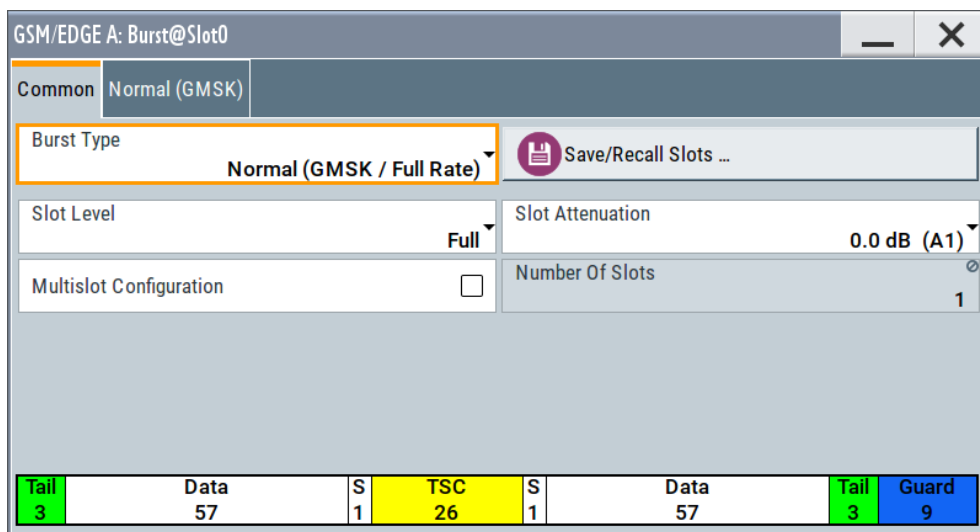 GSM/EDGE A: Burst@Slot0
Common Normal (GMSK)
Burst Type
Normal (GMSK / Full Rate)
Save/Recall Slots ...
Slot Level
Full
Slot Attenuation
0.0 dB (A1)
Multislot Configuration
Number Of Slots
1
Tail Data S TSC S Data Tail Guard
3 57 1 26 1 57 3 9